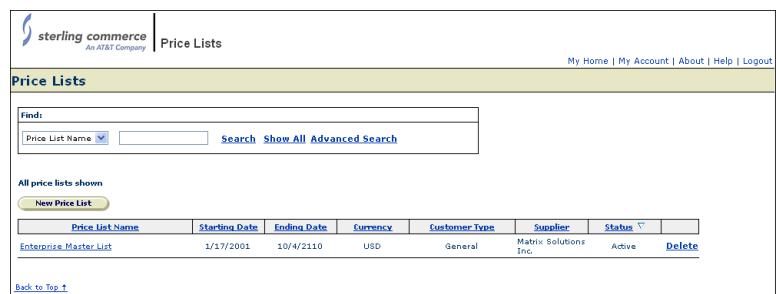 sterling commerce
An AT&T Company
Price Lists
My Home | My Account | About | Help | Logout
Price Lists
Find:
Price List Name
Search Show All Advanced Search
All price lists shown
New Price List
Price List Name Starting Date Ending Date Currency Customer Type Supplier Status
Enterprise Master List 1/17/2001 10/4/2110 USD General Matrix Solutions Inc. Active Delete
Back to Top ↑